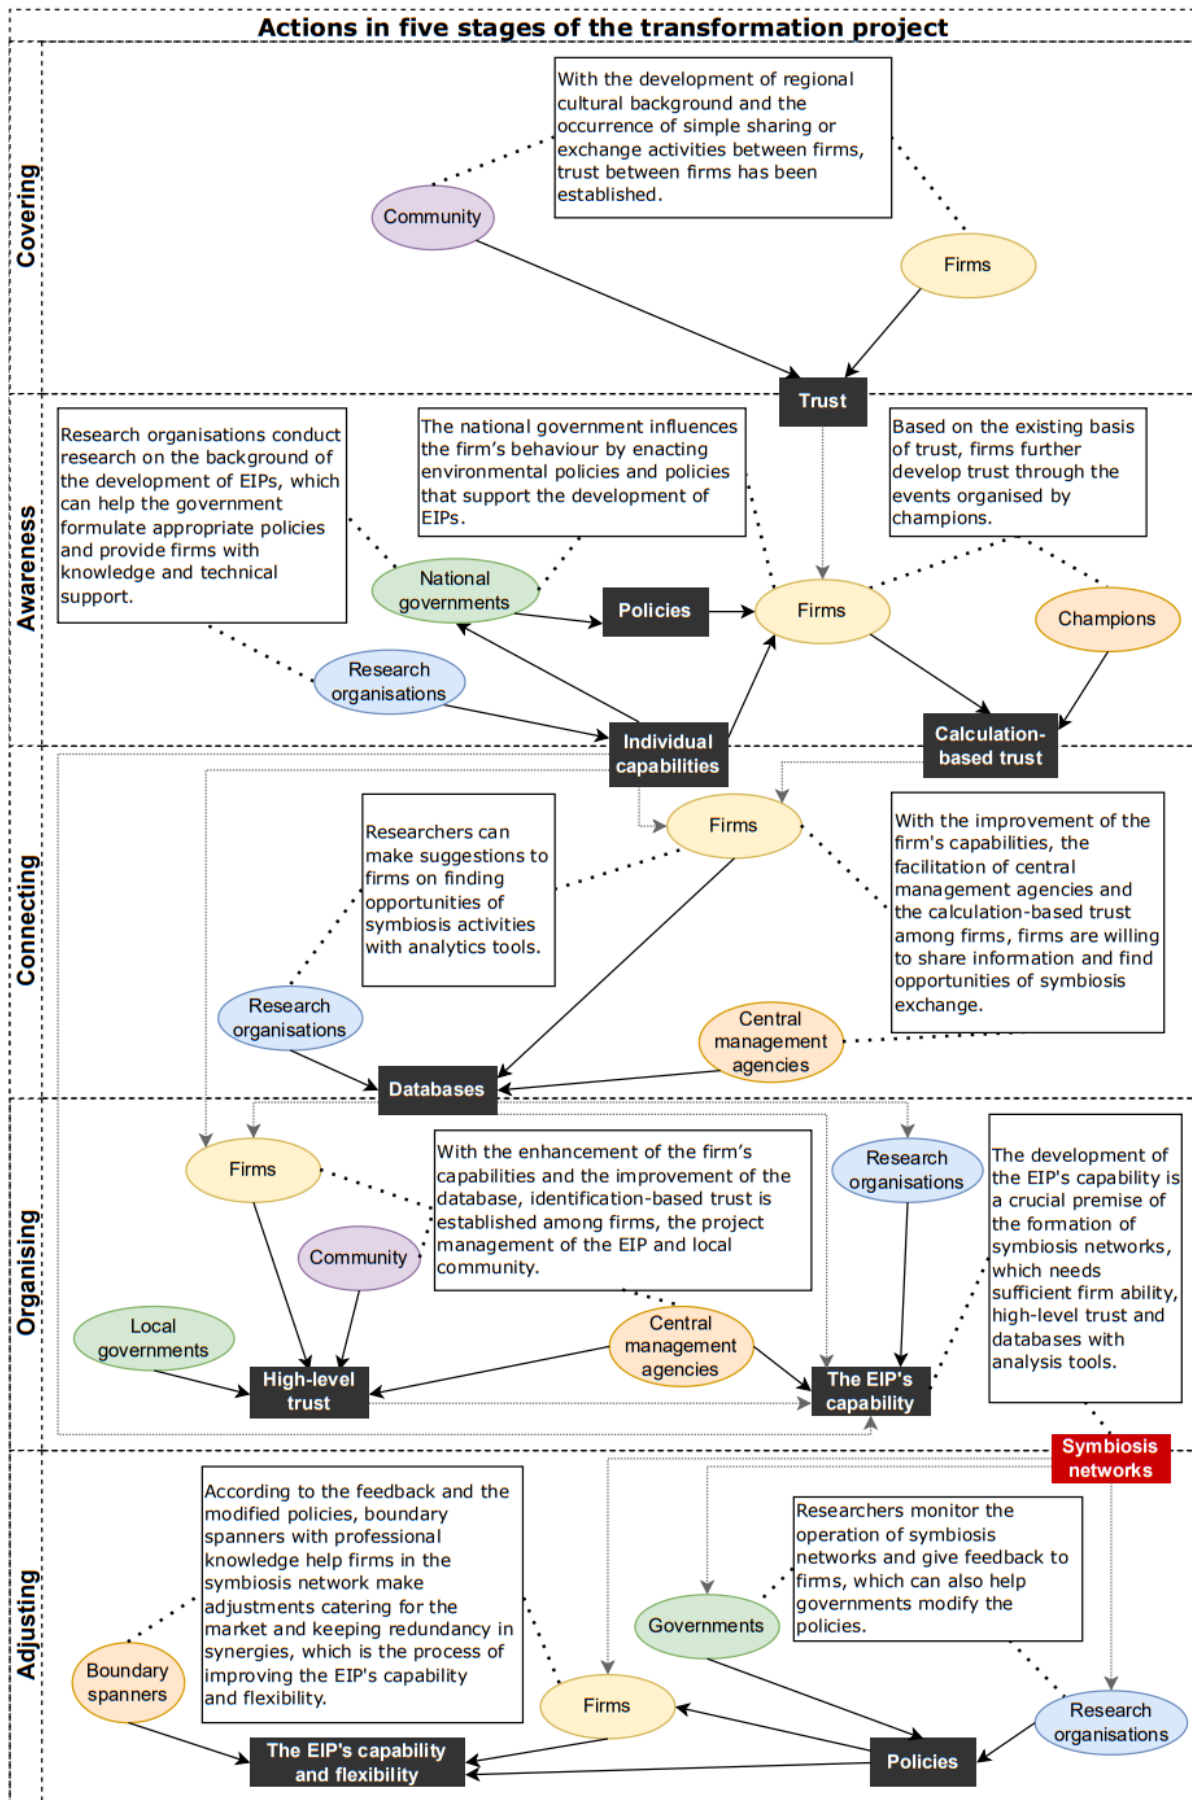 Actions in five stages of the transformation project
Covering
With the development of regional
cultural background and the
occurrence of simple sharing or
exchange activities between firms,
trust between firms has been
established.
Community
Firms
Trust
Awareness
Research organisations conduct
research on the background of
the development of EIPs, which
can help the government
formulate appropriate policies
and provide firms with
knowledge and technical
support.
The national government influences
the firm’s behaviour by enacting
environmental policies and policies
that support the development of
EIPs.
Based on the existing basis
of trust, firms further
develop trust through the
events organised by
champions.
National
governments
Policies
Firms
Champions
Research
organisations
Individual
capabilities
Calculation-
based trust
Connecting
Researchers can
make suggestions to
firms on finding
opportunities of
symbiosis activities
with analytics tools.
Firms
With the improvement of the
firm's capabilities, the
facilitation of central
management agencies and
the calculation-based trust
among firms, firms are willing
to share information and find
opportunities of symbiosis
exchange.
Research
organisations
Central
management
agencies
Databases
Organising
Firms
With the enhancement of the firm’s
capabilities and the improvement of the
database, identification-based trust is
established among firms, the project
management of the EIP and local
community.
Research
organisations
The development of
the EIP's capability is
a crucial premise of
the formation of
symbiosis networks,
which needs
sufficient firm ability,
high-level trust and
databases with
analysis tools.
Community
Local
governments
Central
management
agencies
High-level
trust
The EIP's
capability
Symbiosis
networks
Adjusting
According to the feedback and the
modified policies, boundary
spanners with professional
knowledge help firms in the
symbiosis network make
adjustments catering for the
market and keeping redundancy in
synergies, which is the process of
improving the EIP's capability
and flexibility.
Researchers monitor the
operation of symbiosis
networks and give feedback to
firms, which can also help
governments modify the
policies.
Governments
Boundary
spanners
Firms
Research
organisations
The EIP's capability
and flexibility
Policies